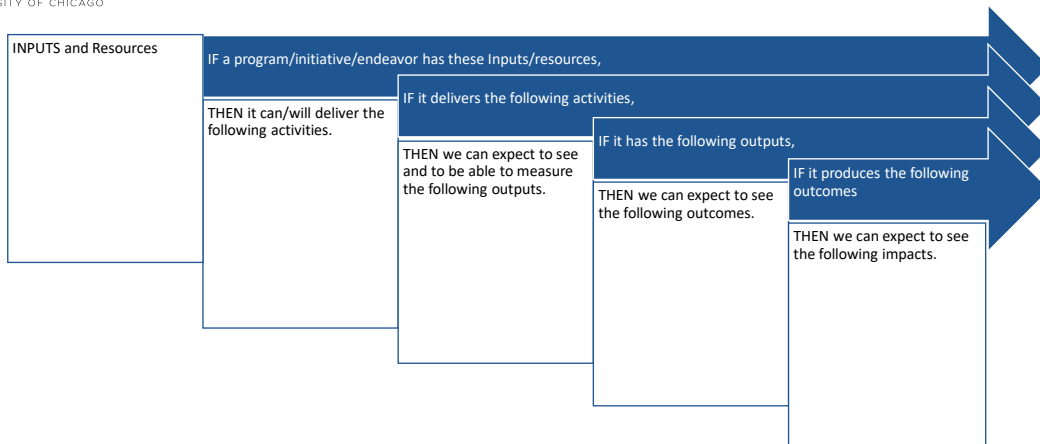 OF CHICAGO
INPUTS and Resources
IF a program/initiative/endeavor has these Inputs/resources,
THEN it can/will deliver the
following activities.
IF it delivers the following activities,
THEN we can expect to see
and to be able to measure
the following outputs.
IF it has the following outputs,
THEN we can expect to see
the following outcomes.
IF it produces the following
outcomes
THEN we can expect to see
the following impacts.